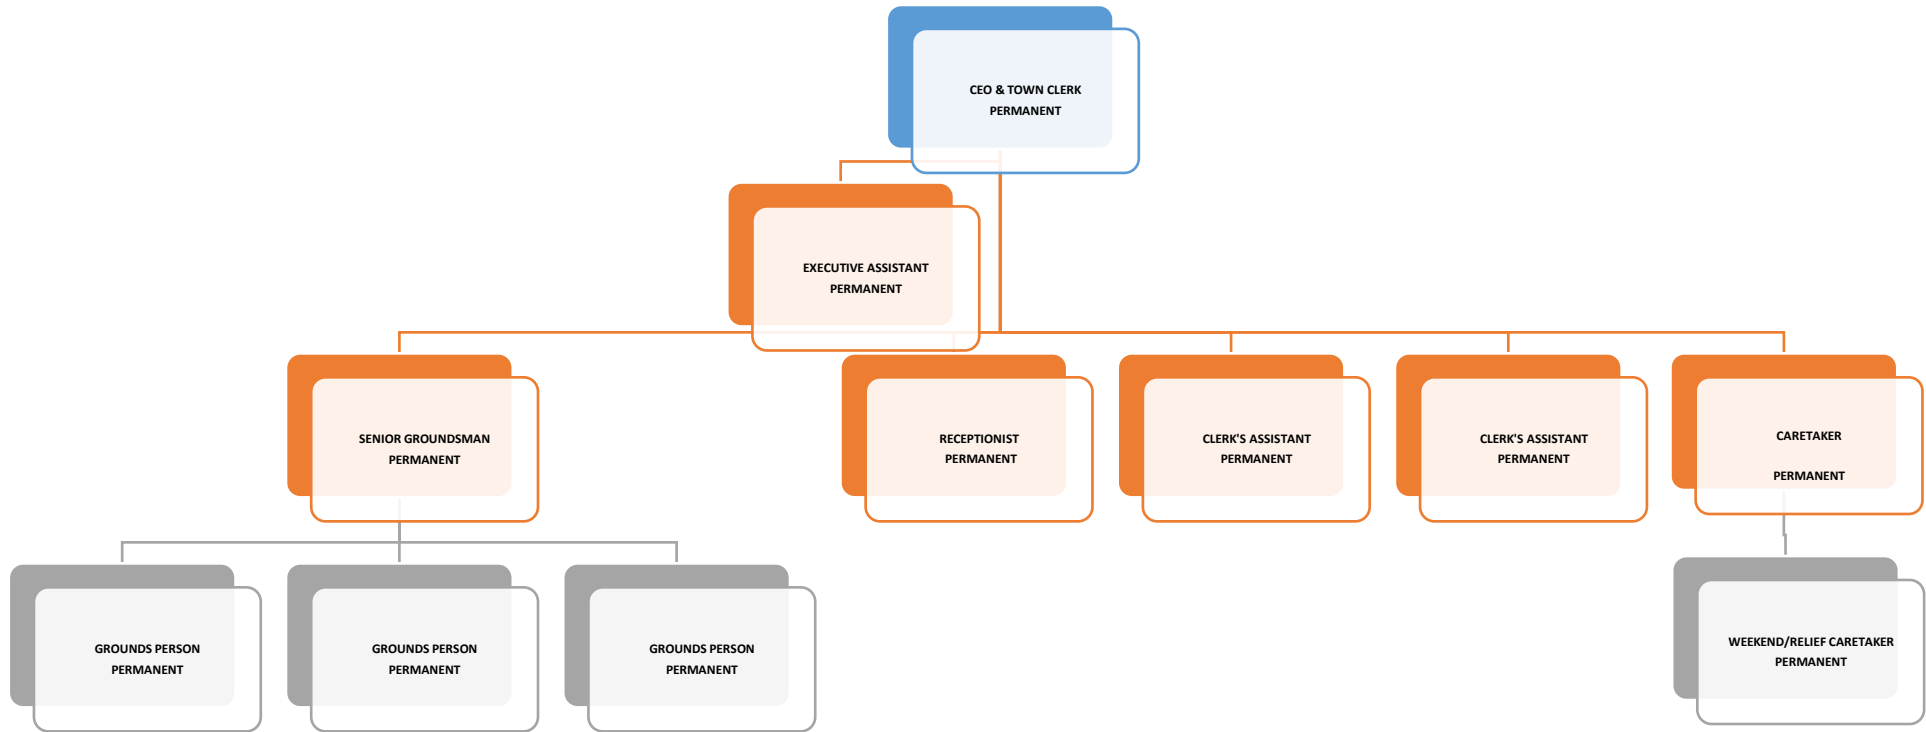 CEO & TOWN CLERK
PERMANENT
EXECUTIVE ASSISTANT
PERMANENT
SENIOR GROUNDSMAN
PERMANENT
RECEPTIONIST
PERMANENT
CLERK'S ASSISTANT
PERMANENT
CLERK'S ASSISTANT
PERMANENT
CARETAKER
PERMANENT
GROUNDS PERSON
PERMANENT
GROUNDS PERSON
PERMANENT
GROUNDS PERSON
PERMANENT
WEEKEND/RELIEF CARETAKER
PERMANENT